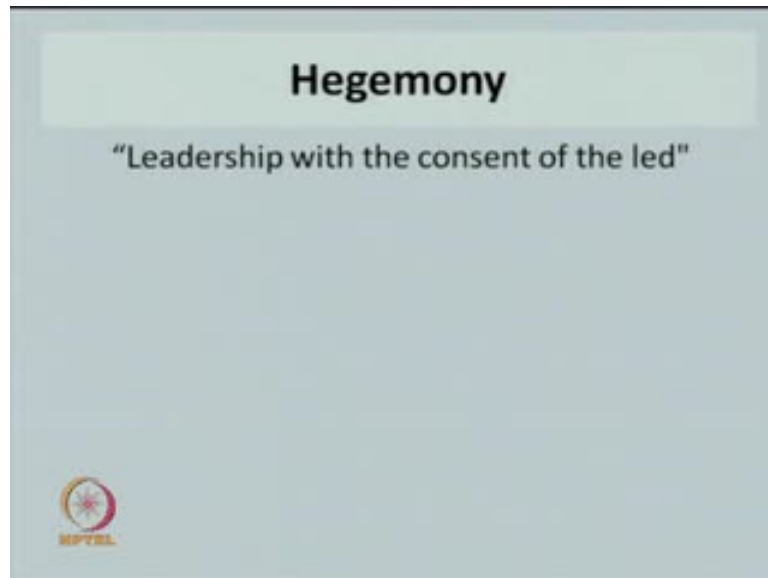 Hegemony
“Leadership with the consent of the led"
NPTEL